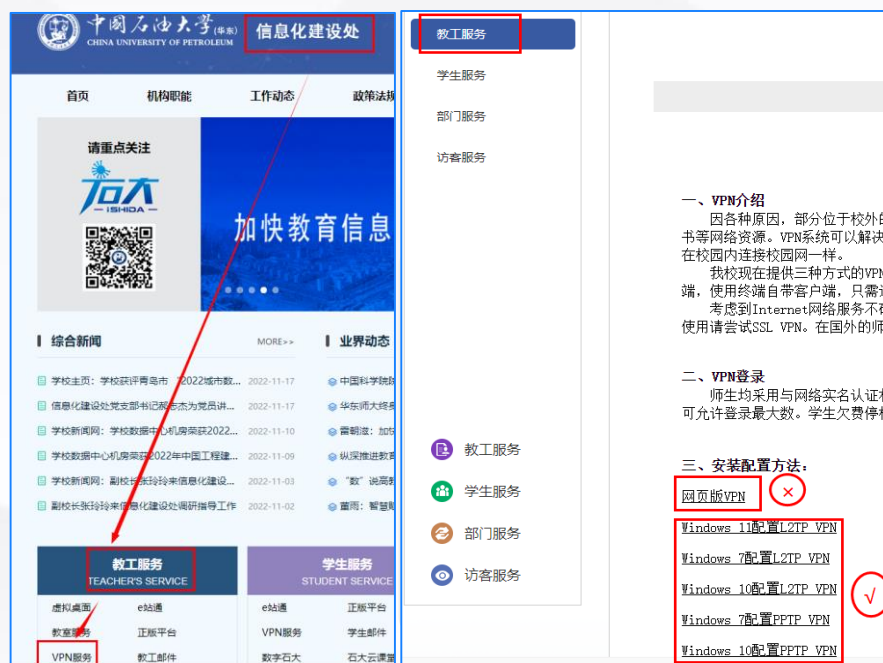 中国石油大学(华东)
CHINA UNIVERSITY OF PETROLEUM
信息化建设处
首页 机构职能 工作动态 政策法规
请重点关注
石大
ISHIDA
加快教育信息
综合新闻 MORE>> 业界动态
学校主页：学校获评青岛市“2022城市数... 2022-11-17
中国科学院
信息化建设处党支部书记 志杰为党员讲... 2022-11-17
华东师大终身
学校新闻网：学校数据中心机房荣获2022... 2022-11-10
雷朝滋：加快
学校数据中心机房荣获2022年中国工程建... 2022-11-09
纵深推进教育
学校新闻网：副校长张玲玲来信息化建设... 2022-11-03
“数”说高教
副校长张玲玲来信息化建设处调研指导工作 2022-11-02
董雨：智慧
教工服务
TEACHER'S SERVICE
学生服务
STUDENT SERVICE
虚拟桌面 e站通 e站通 正版平台
教室服务 正版平台 VPN服务 学生邮件
VPN服务 教工邮件 数字石大 石大云课堂
教工服务
学生服务
部门服务
访客服务
教工服务
学生服务
部门服务
访客服务
一、VPN介绍
因各种原因，部分位于校外的
书等网络资源。VPN系统可以解决
在校园内连接校园网一样。
我校现在提供三种方式的VPN
端，使用终端自带客户端，只需
考虑到Internet网络服务不
使用请尝试SSL VPN。在国外的师
二、VPN登录
师生均采用与网络实名认证
可允许登录最大数。学生欠费停
三、安装配置方法：
网页版VPN ×
Windows 11配置L2TP VPN
Windows 7配置L2TP VPN
Windows 10配置L2TP VPN
√
Windows 7配置PPTP VPN
Windows 10配置PPTP VPN